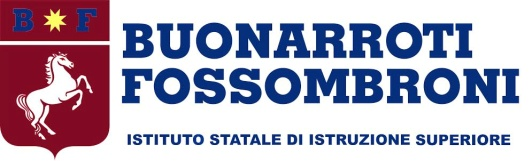 B F
BUONARROTI
FOSSOMBRONI
ISTITUTO STATALE DI ISTRUZIONE SUPERIORE